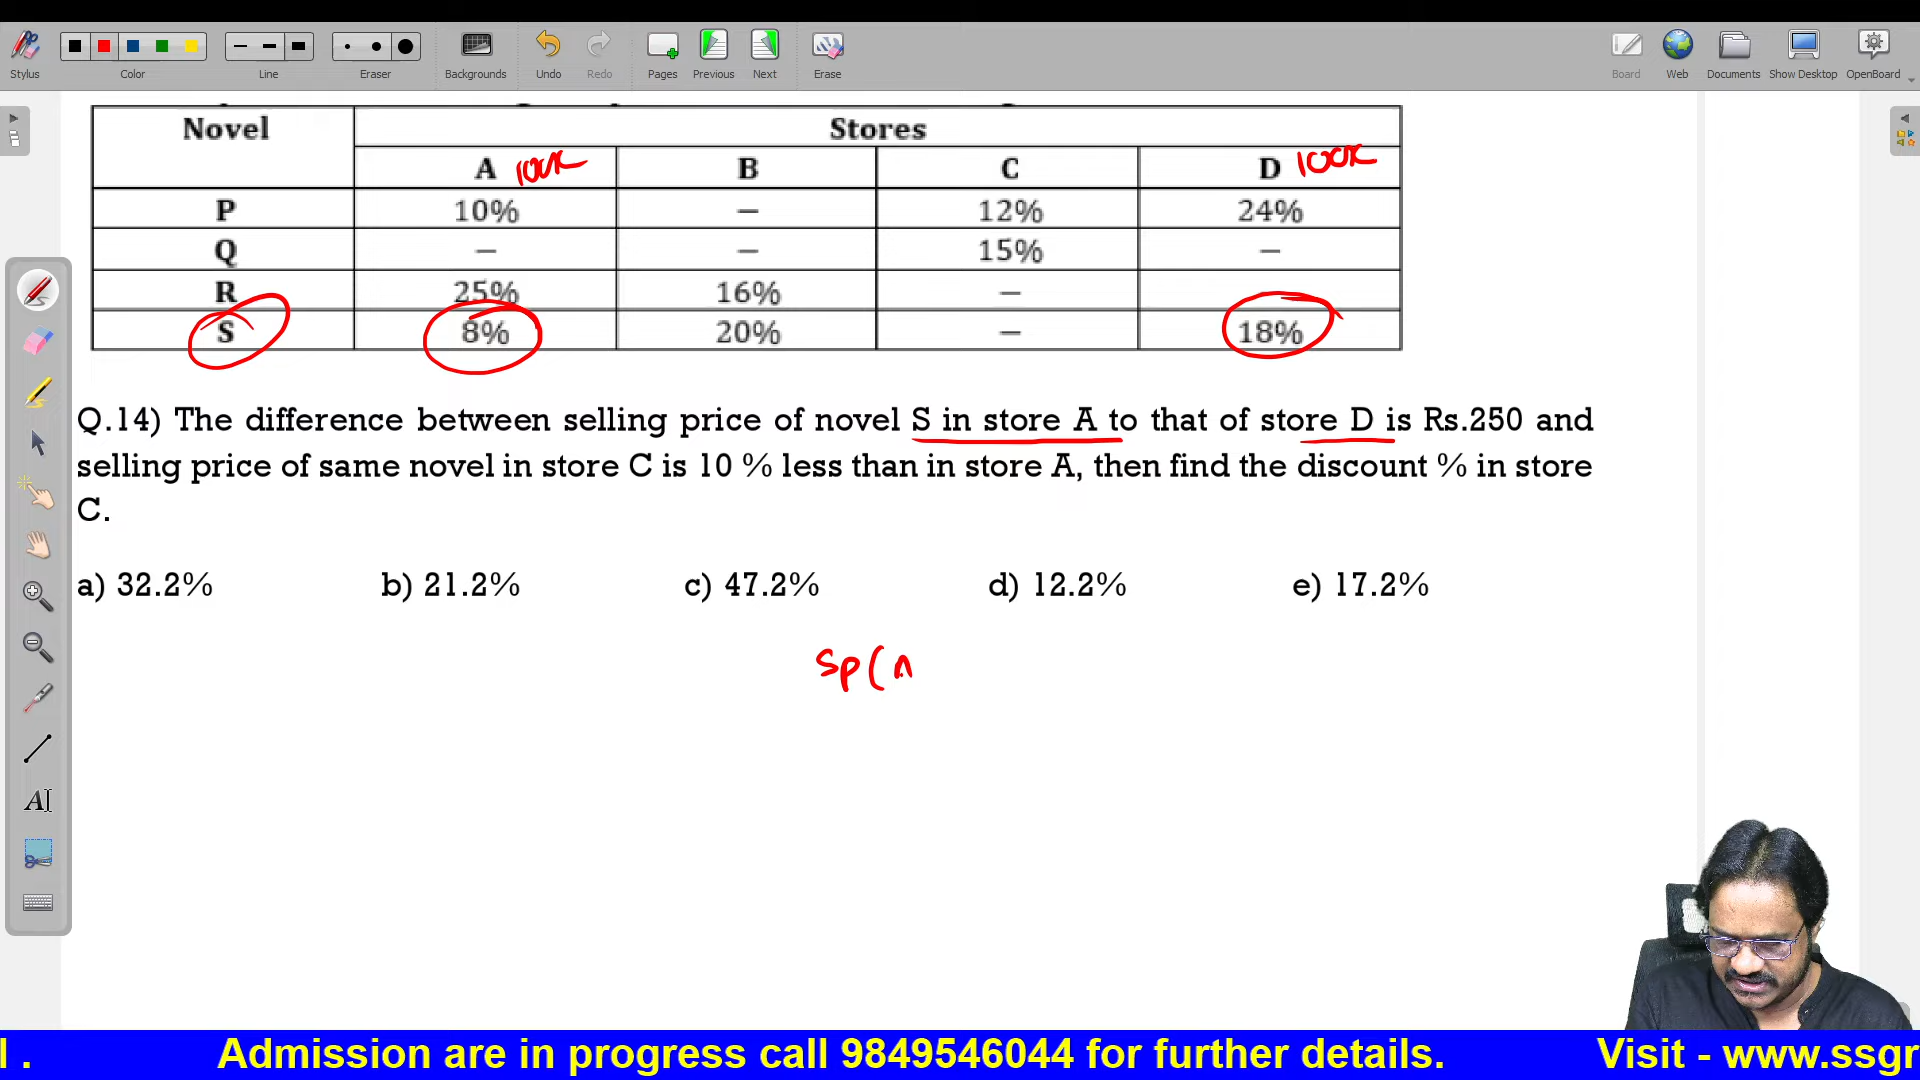 Stylus
Color
Line
Eraser
Backgrounds
Undo
Redo
Pages
Previous
Next
Erase
Board
Web
Documents
Show Desktop
OpenBoard
Novel Stores
A 100x B C D 100x
P 10% – 12% 24%
Q – – 15% –
R 25% 16% –
S 8% 20% – 18%
Q.14) The difference between selling price of novel S in store A to that of store D is Rs.250 and
selling price of same novel in store C is 10 % less than in store A, then find the discount % in store
C.
a) 32.2% b) 21.2% c) 47.2% d) 12.2% e) 17.2%
Sp(A
l . Admission are in progress call 9849546044 for further details. Visit - www.ssgr